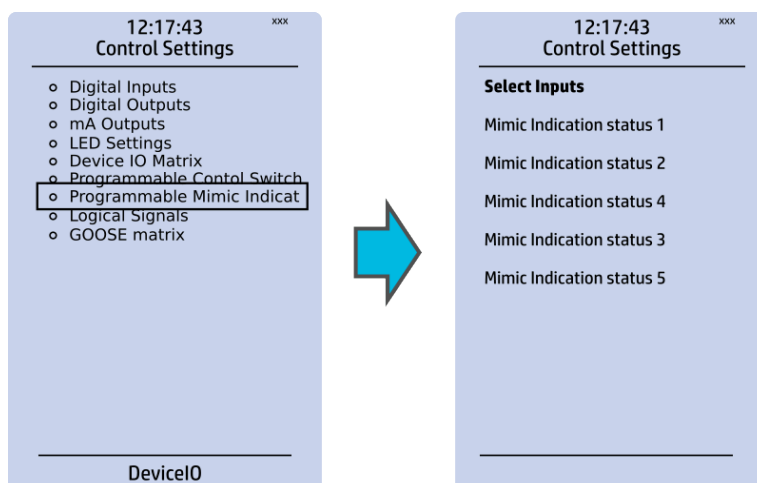 12:17:43
xxx
Control Settings
Digital Inputs
Digital Outputs
mA Outputs
LED Settings
Device IO Matrix
Programmable Contol Switch
Programmable Mimic Indicat
Logical Signals
GOOSE matrix
DeviceIO
12:17:43
xxx
Control Settings
Select Inputs
Mimic Indication status 1
Mimic Indication status 2
Mimic Indication status 4
Mimic Indication status 3
Mimic Indication status 5